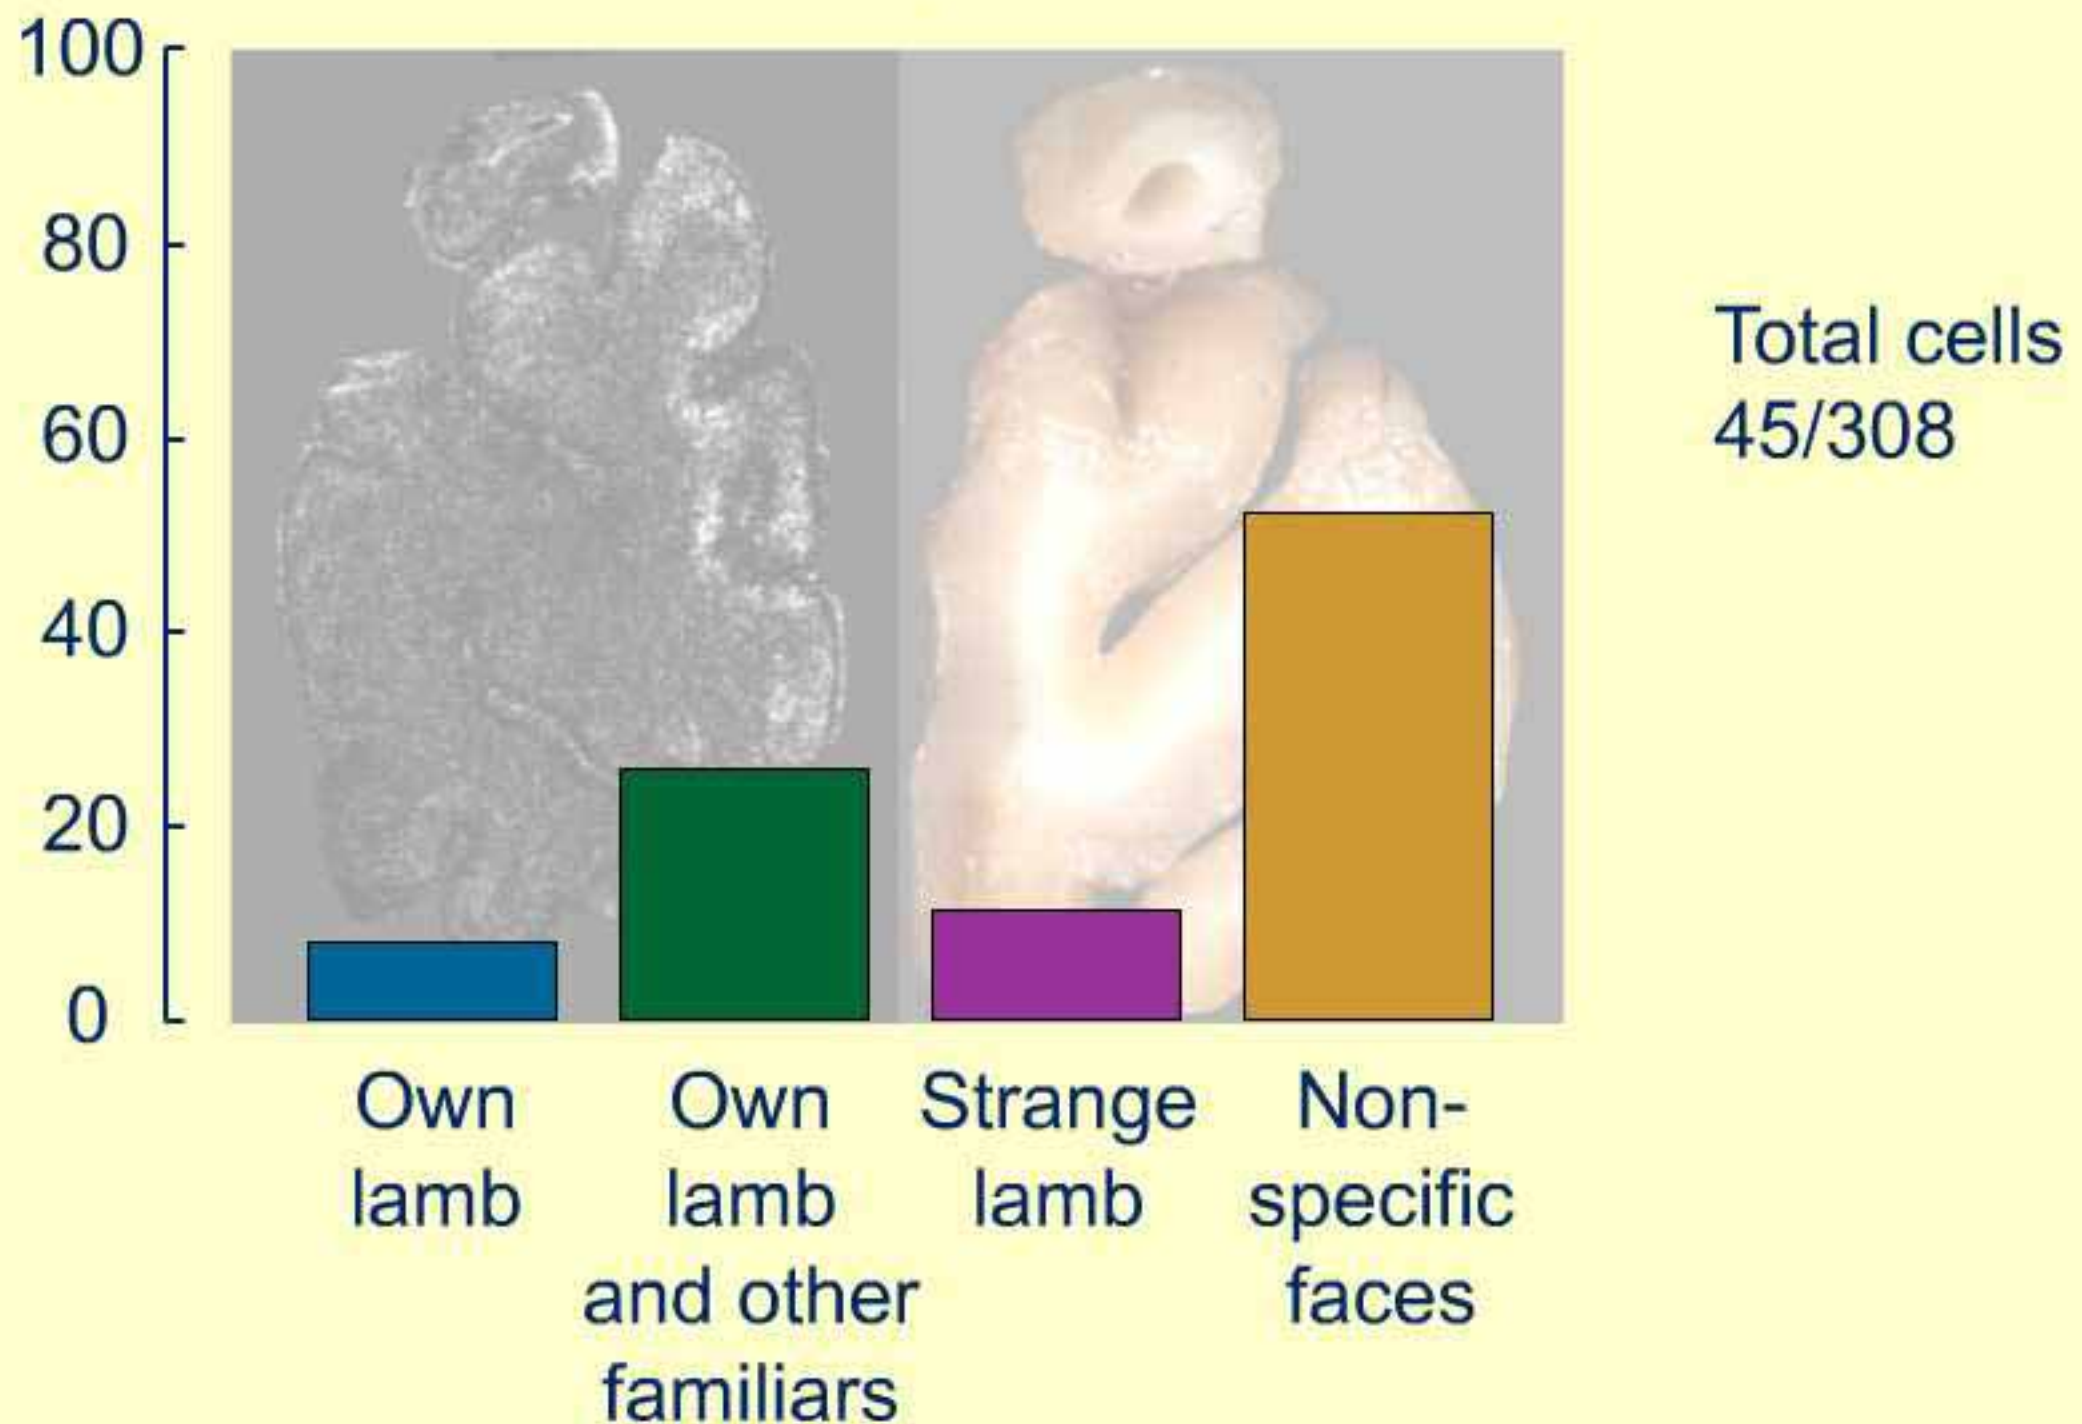 100
80
60
40
20
0
Total cells
45/308
Own
lamb
Own
lamb
and other
familiars
Strange
lamb
Non-
specific
faces